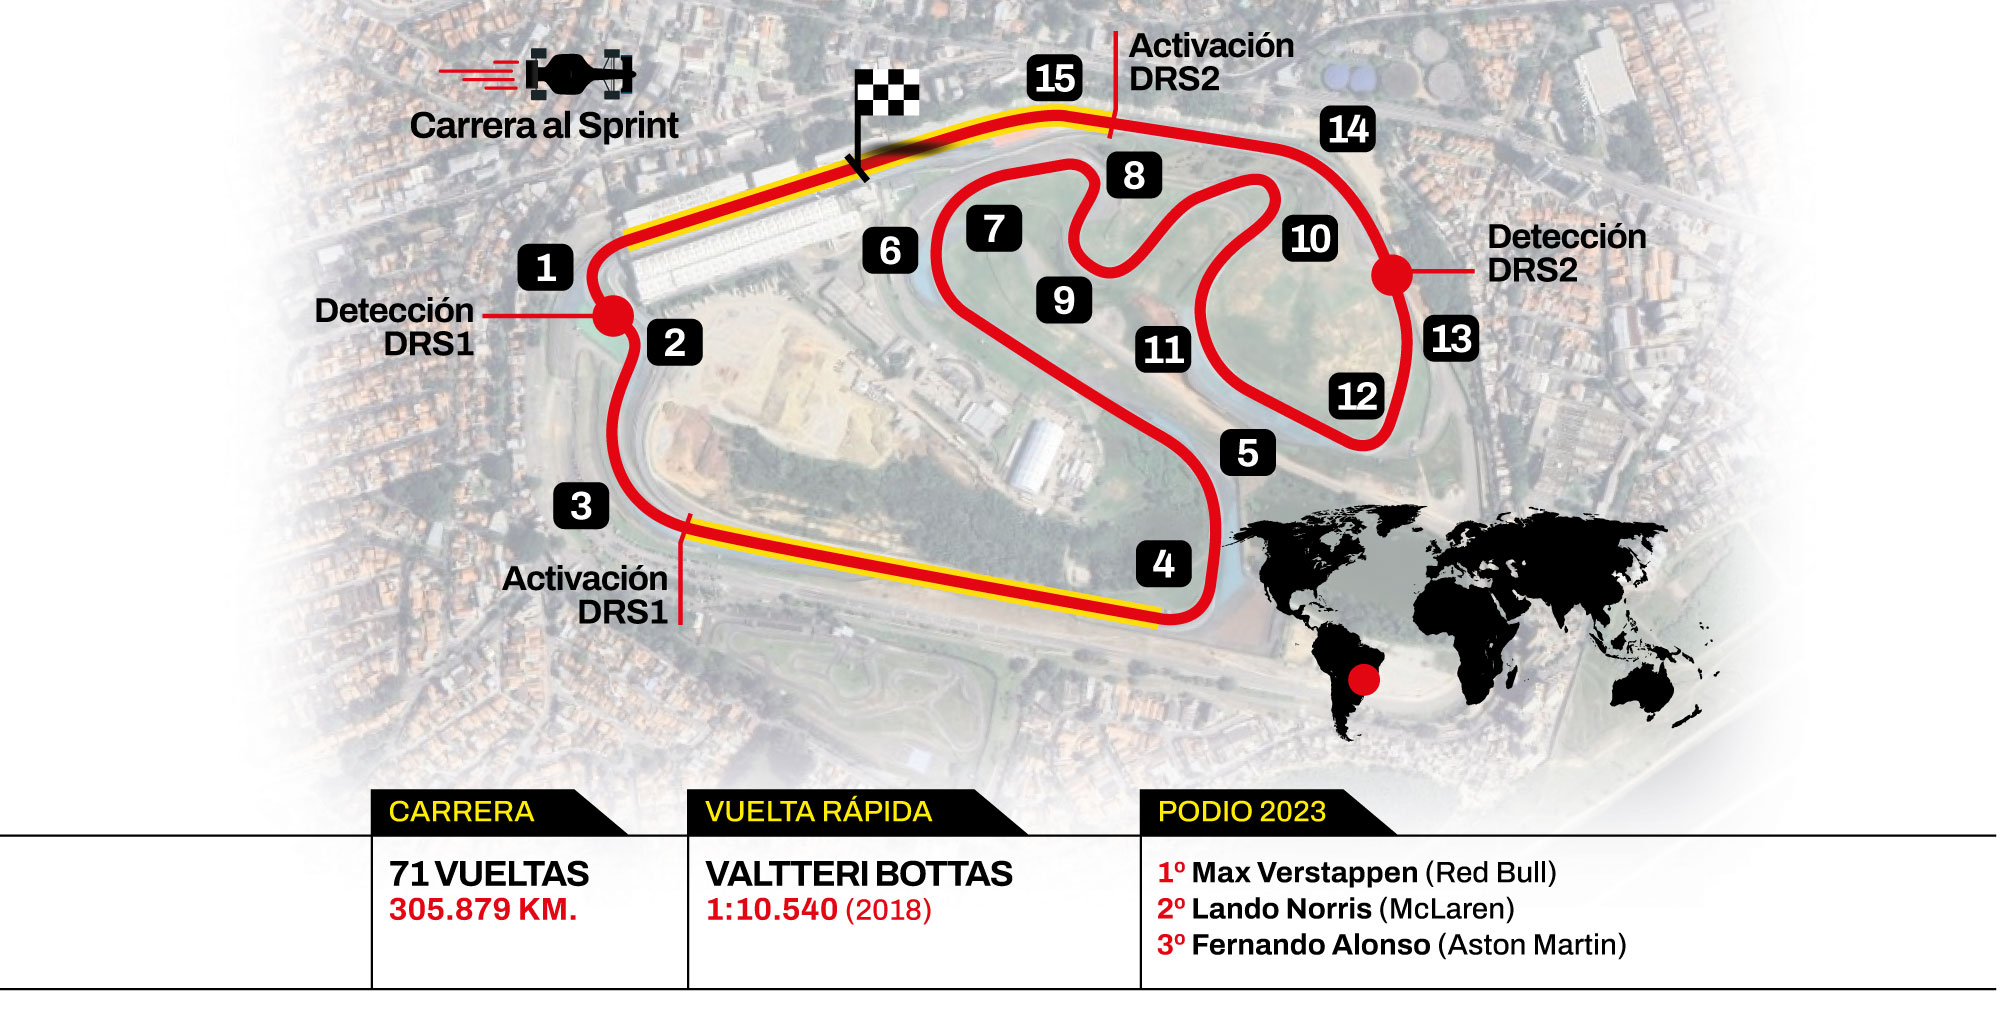 Carrera al Sprint
Activación
DRS2
15
14
8
7
6
10
1
Detección
DRS2
Detección
DRS1
9
2
11
13
12
5
3
4
Activación
DRS1
CARRERA
71 VUELTAS
305.879 KM.
VUELTA RÁPIDA
VALTTERI BOTTAS
1:10.540 (2018)
PODIO 2023
1º Max Verstappen (Red Bull)
2º Lando Norris (McLaren)
3º Fernando Alonso (Aston Martin)